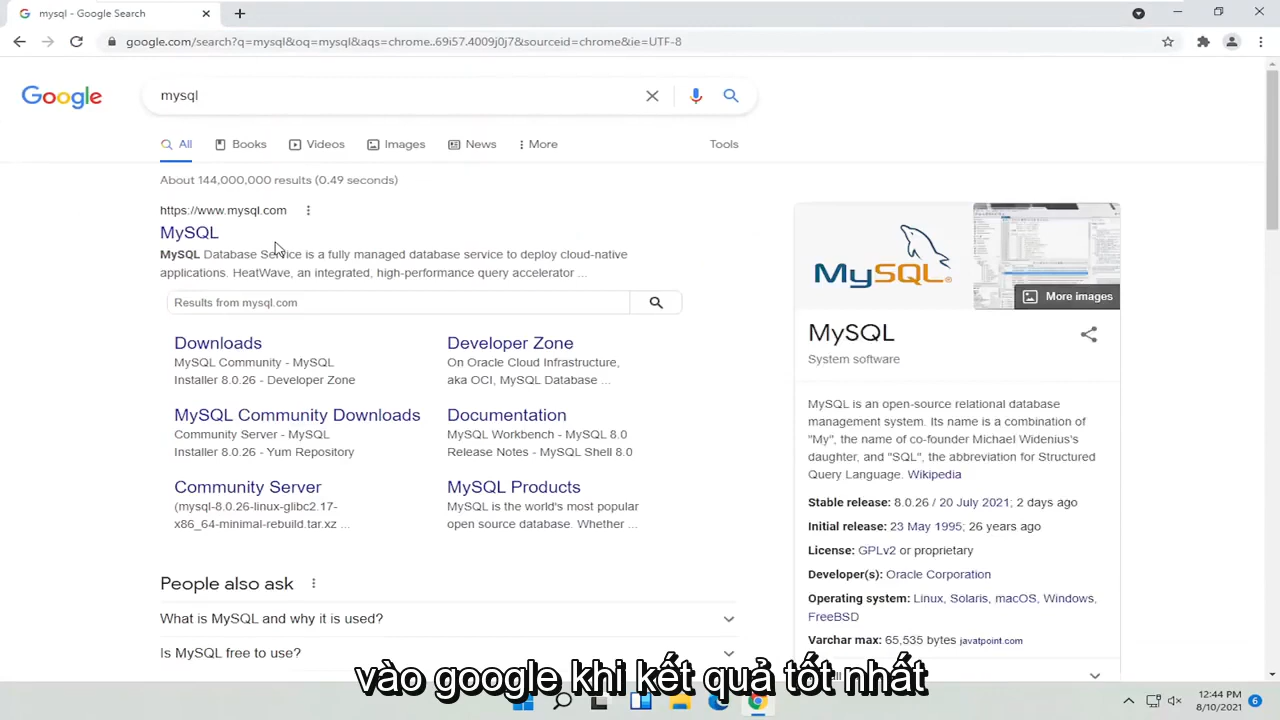 mysql - Google Search
google.com/search?q=mysql&oq=mysql&aqs=chrome..69i57.4009j0j7&sourceid=chrome&ie=UTF-8
Google
mysql
All Books Videos Images News More Tools
About 144,000,000 results (0.49 seconds)
https://www.mysql.com
MySQL
MySQL Database Service is a fully managed database service to deploy cloud-native
applications. HeatWave, an integrated, high-performance query accelerator ...
Results from mysql.com
Downloads
MySQL Community - MySQL
Installer 8.0.26 - Developer Zone
Developer Zone
On Oracle Cloud Infrastructure,
aka OCI, MySQL Database ...
MySQL Community Downloads
Community Server - MySQL
Installer 8.0.26 - Yum Repository
Documentation
MySQL Workbench - MySQL 8.0
Release Notes - MySQL Shell 8.0
Community Server
(mysql-8.0.26-linux-glibc2.17-
x86_64-minimal-rebuild.tar.xz ...
MySQL Products
MySQL is the world's most popular
open source database. Whether ...
People also ask
What is MySQL and why it is used?
Is MySQL free to use?
MySQL®
More images
MySQL
System software
MySQL is an open-source relational database
management system. Its name is a combination of
"My", the name of co-founder Michael Widenius's
daughter, and "SQL", the abbreviation for Structured
Query Language. Wikipedia
Stable release: 8.0.26 / 20 July 2021; 2 days ago
Initial release: 23 May 1995; 26 years ago
License: GPLv2 or proprietary
Developer(s): Oracle Corporation
Operating system: Linux, Solaris, macOS, Windows,
FreeBSD
Varchar max: 65,535 bytes javatpoint.com
vào google khi kết quả tốt nhất
12:44 PM
8/10/2021
6